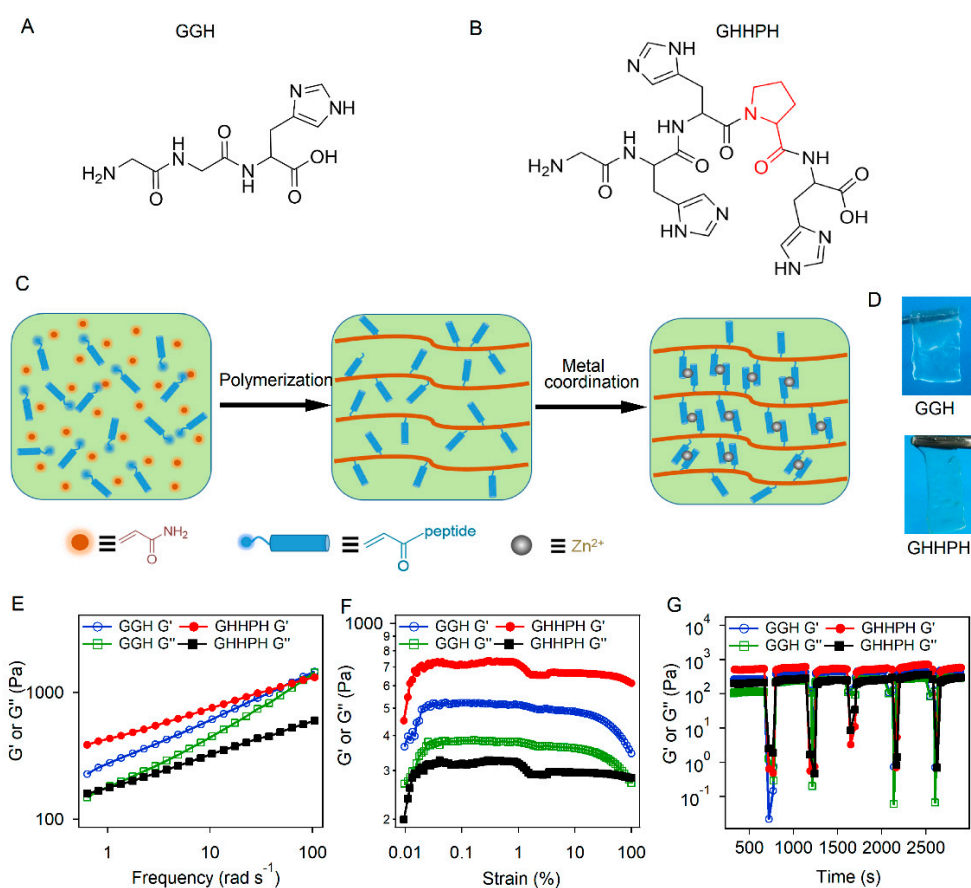 A
GGH
H₂N
O
H
N
O
N
H
O
OH
N
NH
B
GHHPH
H₂N
O
H
N
O
N
HN
HN
O
N
NH
N
O
O
H
N
O
OH
N
HN
C
Polymerization
Metal
coordination
NH₂
O
peptide
O
Zn²⁺
D
GGH
GHHPH
E
GGH G' GHHPH G'
GGH G'' GHHPH G''
G' or G'' (Pa)
1000
100
1 10 100
Frequency (rad s⁻¹)
F
GGH G' GHHPH G'
GGH G'' GHHPH G''
G' or G'' (Pa)
1000
9
8
7
6
5
4
3
2
0.01 0.1 1 10 100
Strain (%)
G
GGH G' GHHPH G'
GGH G'' GHHPH G''
G' or G'' (Pa)
10⁴
10³
10²
10¹
10⁰
10⁻¹
500 1000 1500 2000 2500
Time (s)